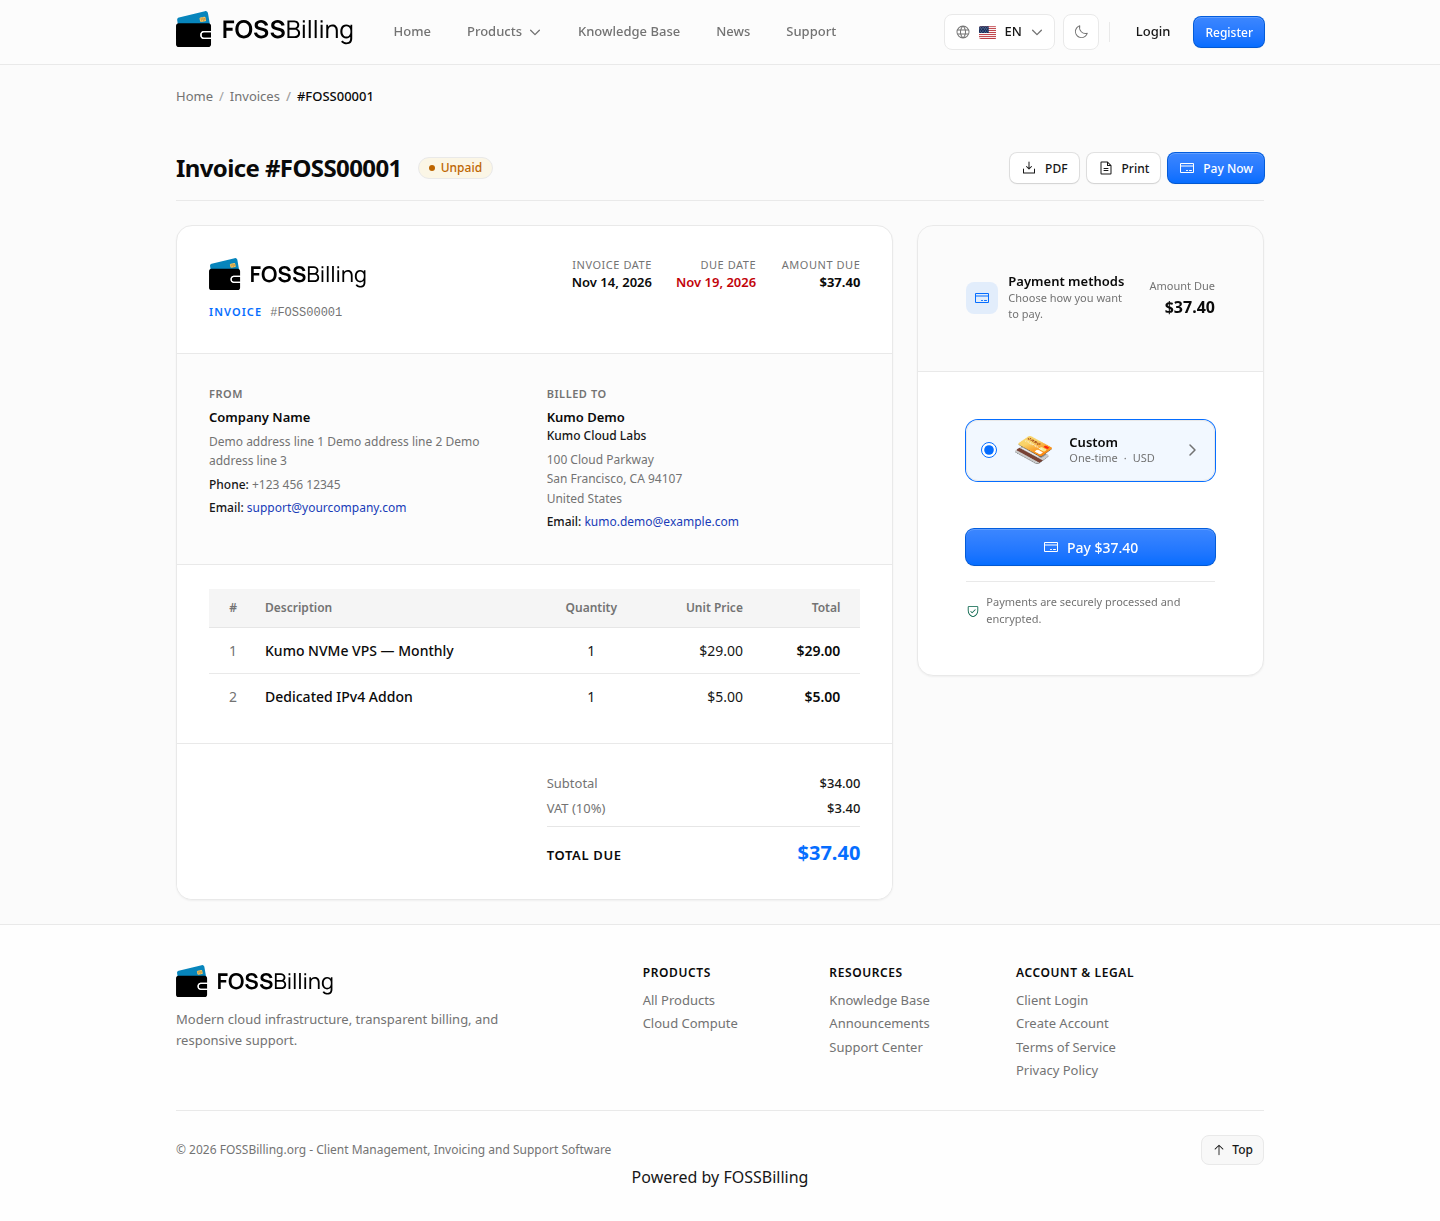 FOSSBilling
Home Products Knowledge Base News Support
EN Login Register
Home / Invoices / #FOSS00001
Invoice #FOSS00001 Unpaid
PDF Print Pay Now
FOSSBilling
INVOICE #FOSS00001
INVOICE DATE DUE DATE AMOUNT DUE
Nov 14, 2026 Nov 19, 2026 $37.40
FROM
Company Name
Demo address line 1 Demo address line 2 Demo
address line 3
Phone: +123 456 12345
Email: support@yourcompany.com
BILLED TO
Kumo Demo
Kumo Cloud Labs
100 Cloud Parkway
San Francisco, CA 94107
United States
Email: kumo.demo@example.com
# Description Quantity Unit Price Total
1 Kumo NVMe VPS — Monthly 1 $29.00 $29.00
2 Dedicated IPv4 Addon 1 $5.00 $5.00
Subtotal $34.00
VAT (10%) $3.40
TOTAL DUE $37.40
Payment methods
Choose how you want
to pay.
Amount Due
$37.40
Custom
One-time · USD
Pay $37.40
Payments are securely processed and
encrypted.
FOSSBilling
Modern cloud infrastructure, transparent billing, and
responsive support.
PRODUCTS
All Products
Cloud Compute
RESOURCES
Knowledge Base
Announcements
Support Center
ACCOUNT & LEGAL
Client Login
Create Account
Terms of Service
Privacy Policy
© 2026 FOSSBilling.org - Client Management, Invoicing and Support Software
Top
Powered by FOSSBilling